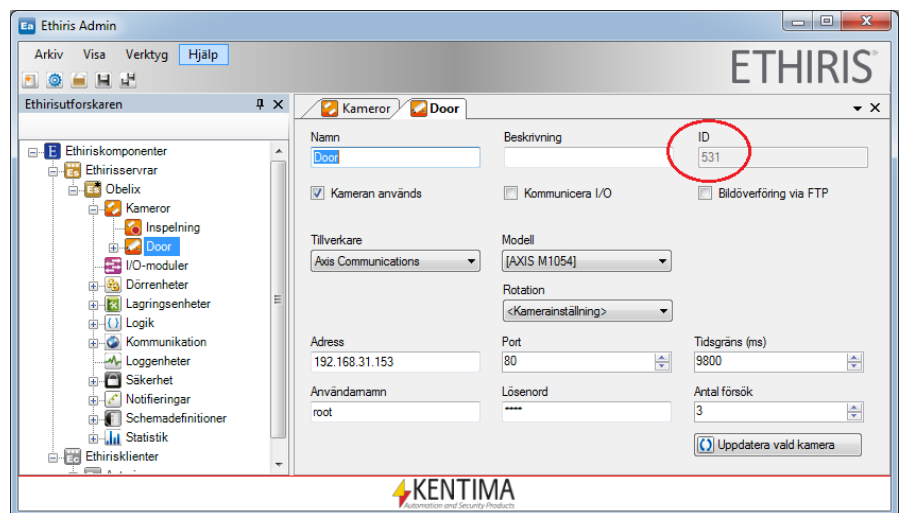 Ea Ethiris Admin
Arkiv Visa Verktyg Hjälp
ETHIRIS
Ethirisutforskaren
Ethiriskomponenter
Ethirisservrar
Obelix
Kameror
Inspelning
Door
I/O-moduler
Dörrenheter
Lagringsenheter
Logik
Kommunikation
Loggenheter
Säkerhet
Notifieringar
Schemadefinitioner
Statistik
Ethirisklienter
Kameror Door
Namn Beskrivning ID
Door 531
Kameran används Kommunicera I/O Bildöverföring via FTP
Tillverkare Modell
Axis Communications [AXIS M1054]
Rotation
<Kamerainställning>
Adress Port Tidsgräns (ms)
192.168.31.153 80 9800
Användarnamn Lösenord Antal försök
root **** 3
Uppdatera vald kamera
KENTIMA
Automation and Security Products